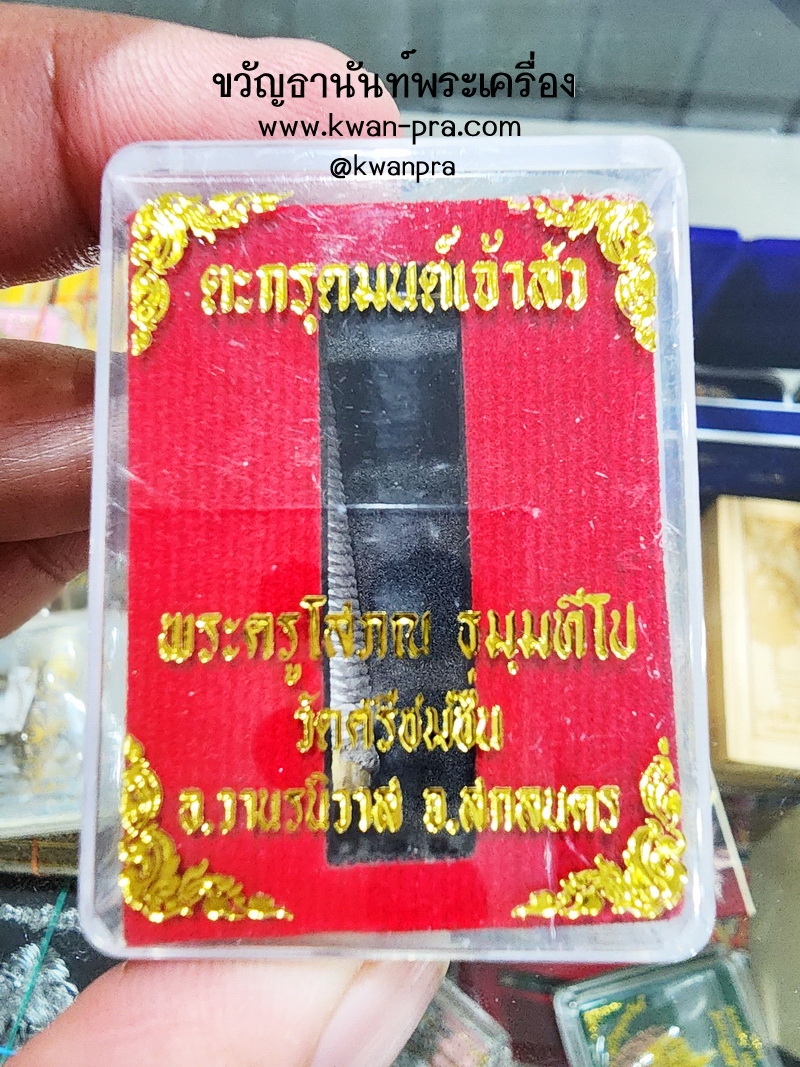 ขวัญธานันท์พระเครื่อง
www.kwan-pra.com
@kwanpra
ตะกรุดมนต์เจ้าสัว
พระครูโสภณ ธมฺมทีโป
วัดศรีชมชื่น
อ.วานรนิวาส จ.สกลนคร